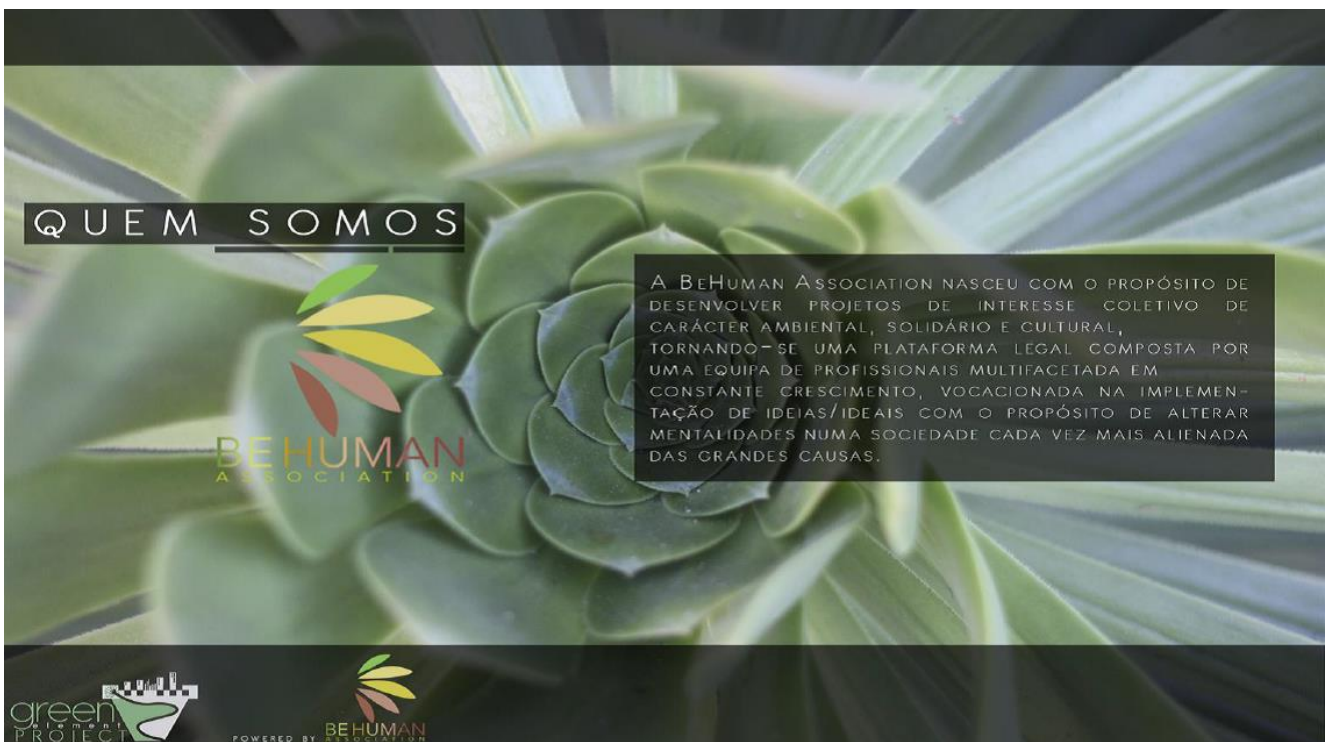 QUEM SOMOS
BEHUMAN
ASSOCIATION
A BEHUMAN ASSOCIATION NASCEU COM O PROPÓSITO DE
DESENVOLVER PROJETOS DE INTERESSE COLETIVO DE
CARÁCTER AMBIENTAL, SOLIDÁRIO E CULTURAL,
TORNANDO-SE UMA PLATAFORMA LEGAL COMPOSTA POR
UMA EQUIPA DE PROFISSIONAIS MULTIFACETADA EM
CONSTANTE CRESCIMENTO, VOCACIONADA NA IMPLEMEN-
TAÇÃO DE IDEIAS/IDEAIS COM O PROPÓSITO DE ALTERAR
MENTALIDADES NUMA SOCIEDADE CADA VEZ MAIS ALIENADA
DAS GRANDES CAUSAS.
green
element
PROJECT
POWERED BY
BEHUMAN
ASSOCIATION